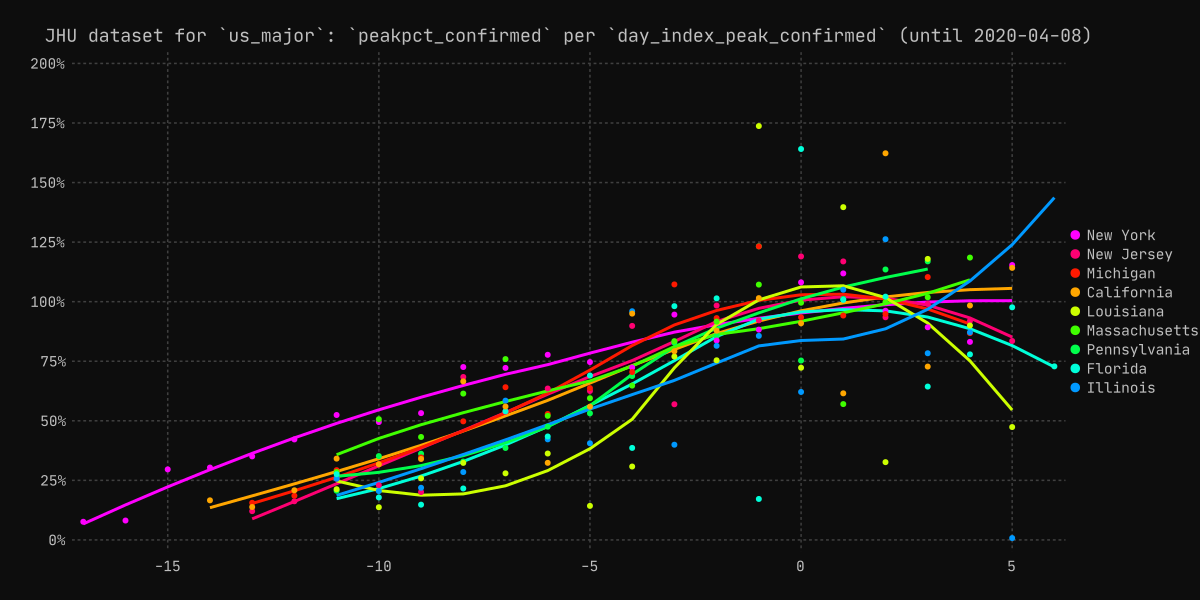 JHU dataset for `us_major`: `peakpct_confirmed` per `day_index_peak_confirmed` (until 2020-04-08)
200%
175%
150%
125%
100%
75%
50%
25%
0%
-15
-10
-5
0
5
New York
New Jersey
Michigan
California
Louisiana
Massachusetts
Pennsylvania
Florida
Illinois